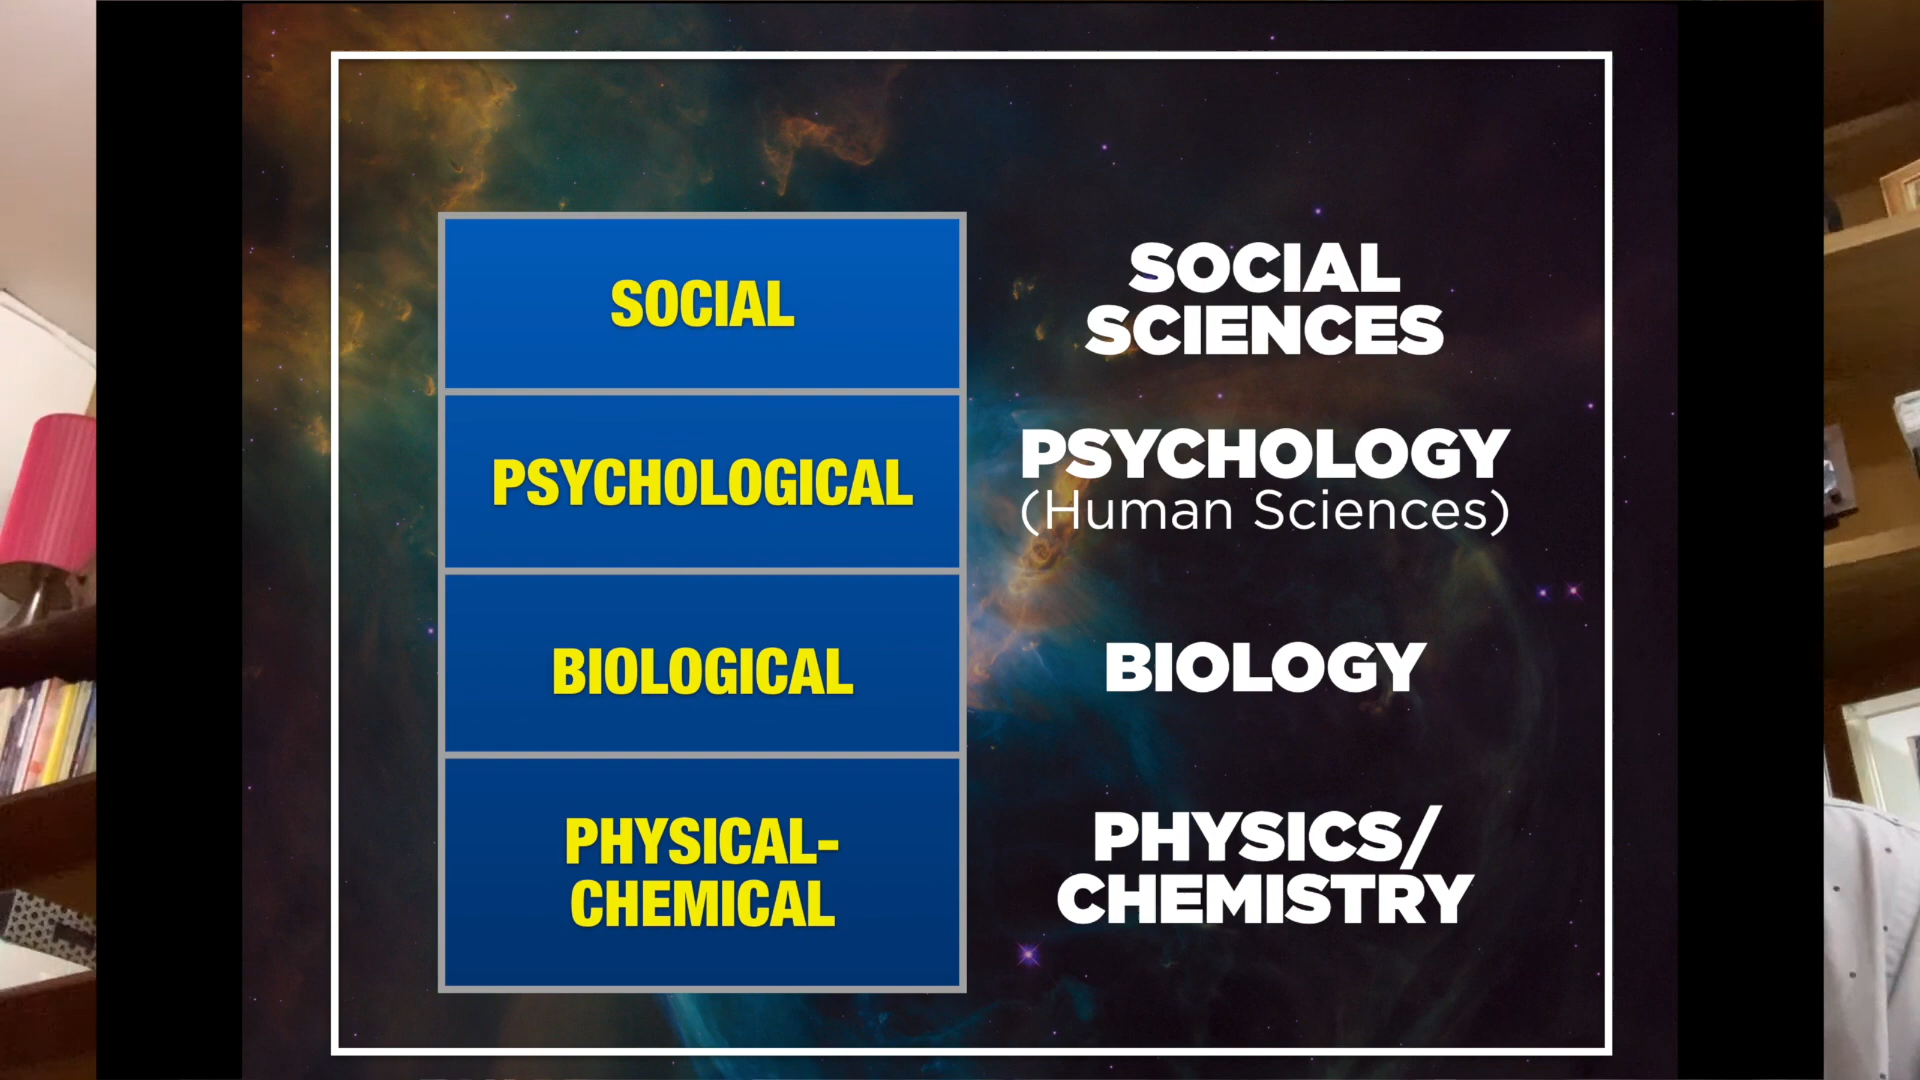 SOCIAL
SOCIAL
SCIENCES
PSYCHOLOGICAL
PSYCHOLOGY
(Human Sciences)
BIOLOGICAL
BIOLOGY
PHYSICAL-
CHEMICAL
PHYSICS/
CHEMISTRY